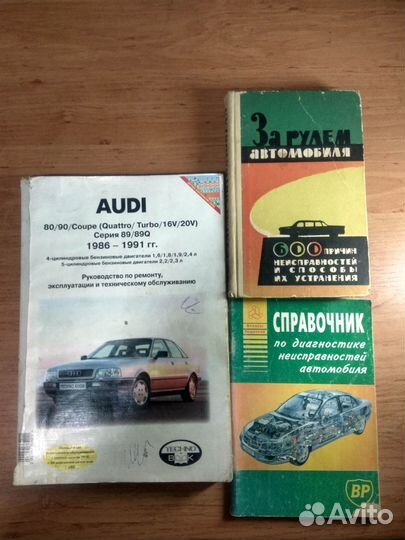 AUDI
80/90/Coupe (Quattro/Turbo/16V/20V)
Серия 89/89Q
1986 – 1991 гг.
4-цилиндровые бензиновые двигатели 1,6/1,8/1,9/2,4 л
5-цилиндровые бензиновые двигатели 2,2/2,3 л
Руководство по ремонту,
эксплуатации и техническому обслуживанию
TECHNO
BOOK
За рулем
АВТОМОБИЛЯ
600 ПРИЧИН
НЕИСПРАВНОСТЕЙ
И СПОСОБЫ
ИХ УСТРАНЕНИЯ
СПРАВОЧНИК
по диагностике
неисправностей
автомобиля
BP
Avito